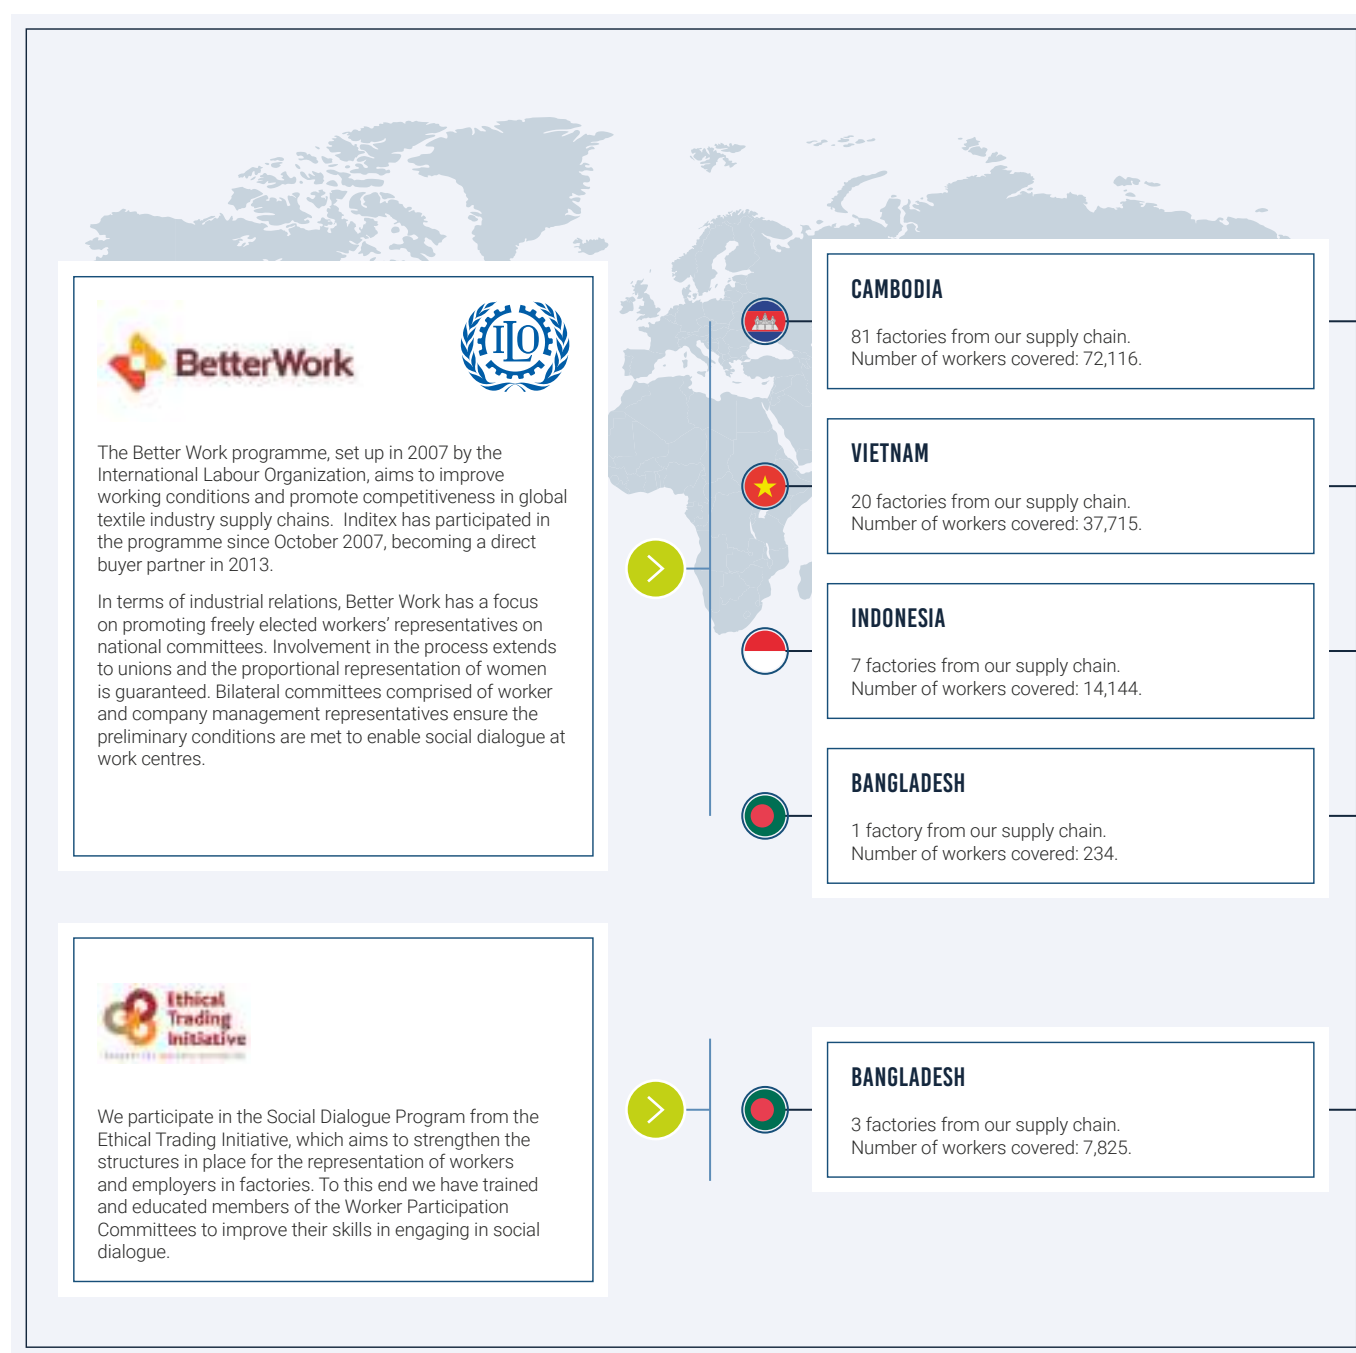 BetterWork
ILO
The Better Work programme, set up in 2007 by the
International Labour Organization, aims to improve
working conditions and promote competitiveness in global
textile industry supply chains.  Inditex has participated in
the programme since October 2007, becoming a direct
buyer partner in 2013.
In terms of industrial relations, Better Work has a focus
on promoting freely elected workers’ representatives on
national committees. Involvement in the process extends
to unions and the proportional representation of women
is guaranteed. Bilateral committees comprised of worker
and company management representatives ensure the
preliminary conditions are met to enable social dialogue at
work centres.
CAMBODIA
81 factories from our supply chain.
Number of workers covered: 72,116.
VIETNAM
20 factories from our supply chain.
Number of workers covered: 37,715.
INDONESIA
7 factories from our supply chain.
Number of workers covered: 14,144.
BANGLADESH
1 factory from our supply chain.
Number of workers covered: 234.
Ethical
Trading
Initiative
We participate in the Social Dialogue Program from the
Ethical Trading Initiative, which aims to strengthen the
structures in place for the representation of workers
and employers in factories. To this end we have trained
and educated members of the Worker Participation
Committees to improve their skills in engaging in social
dialogue.
BANGLADESH
3 factories from our supply chain.
Number of workers covered: 7,825.